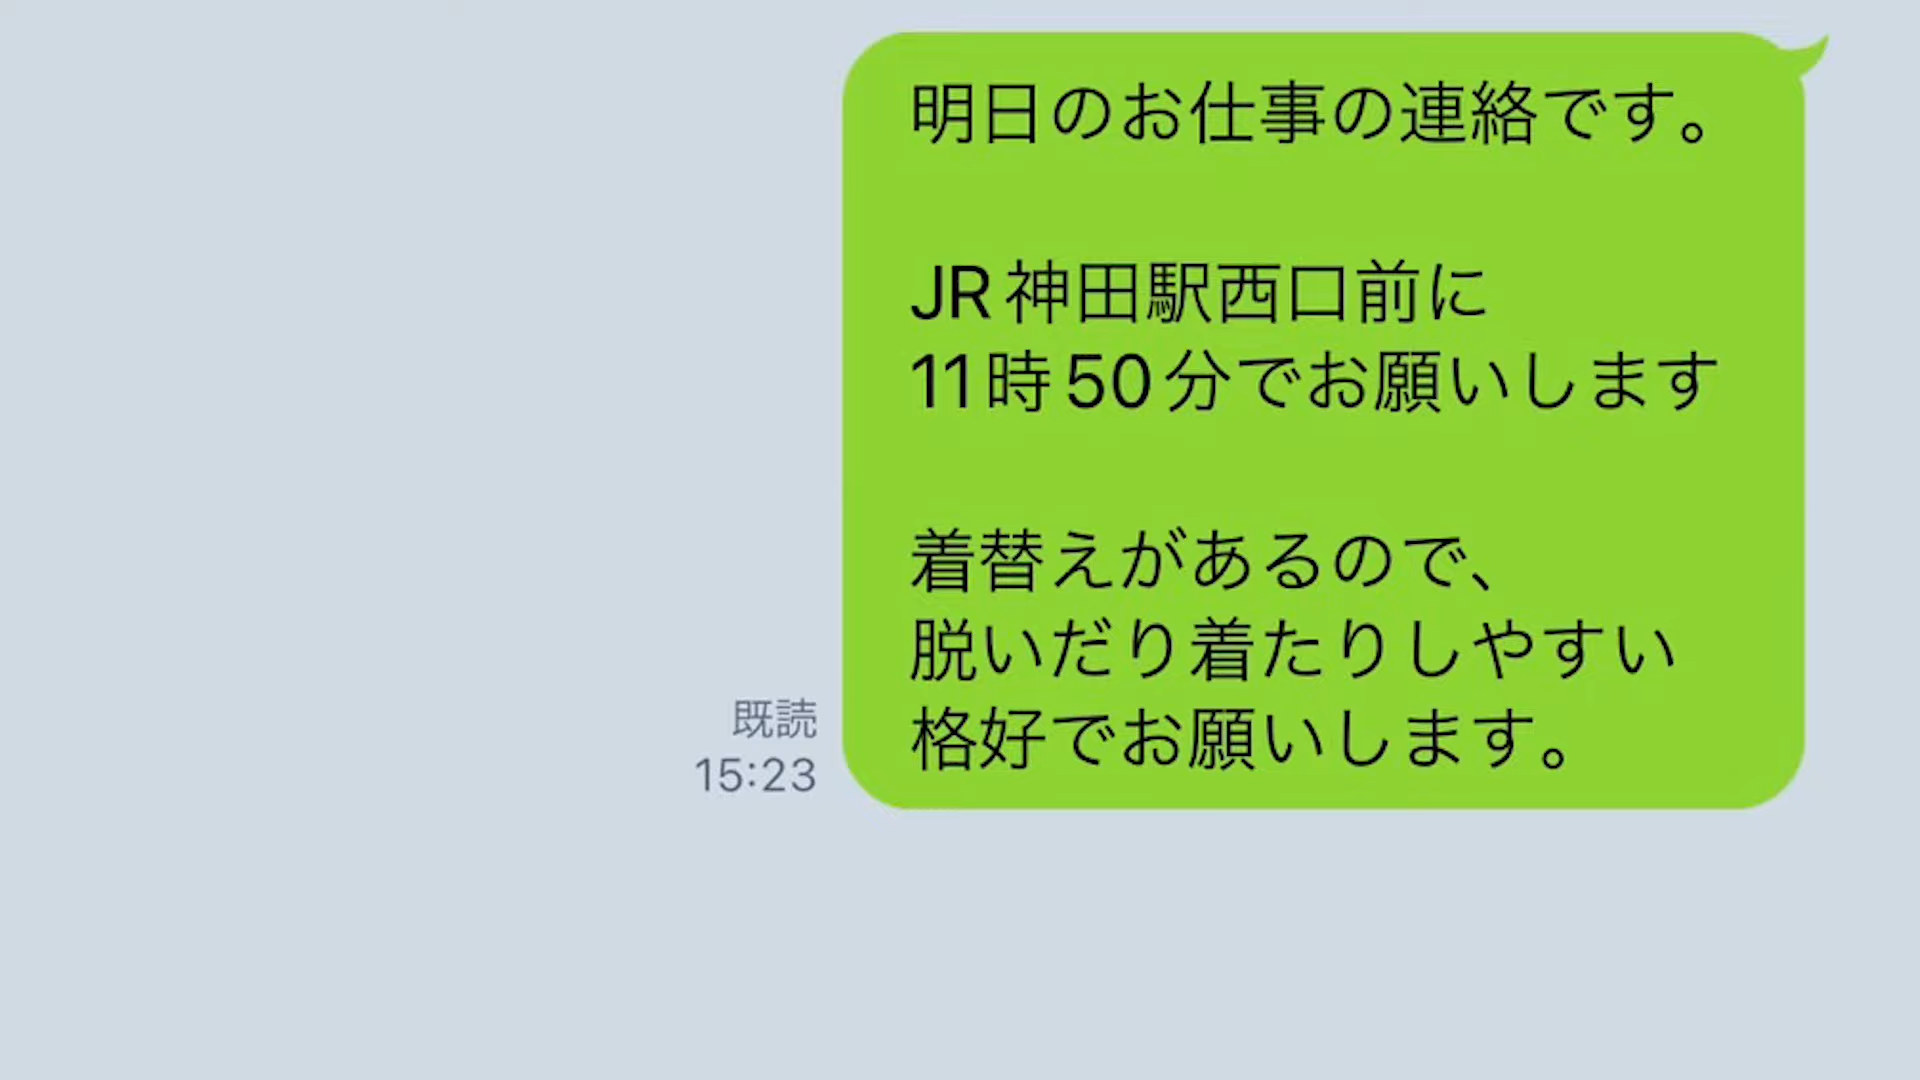 明日のお仕事の連絡です。
JR神田駅西口前に
11時50分でお願いします
着替えがあるので、
脱いだり着たりしやすい
格好でお願いします。
既読
15:23